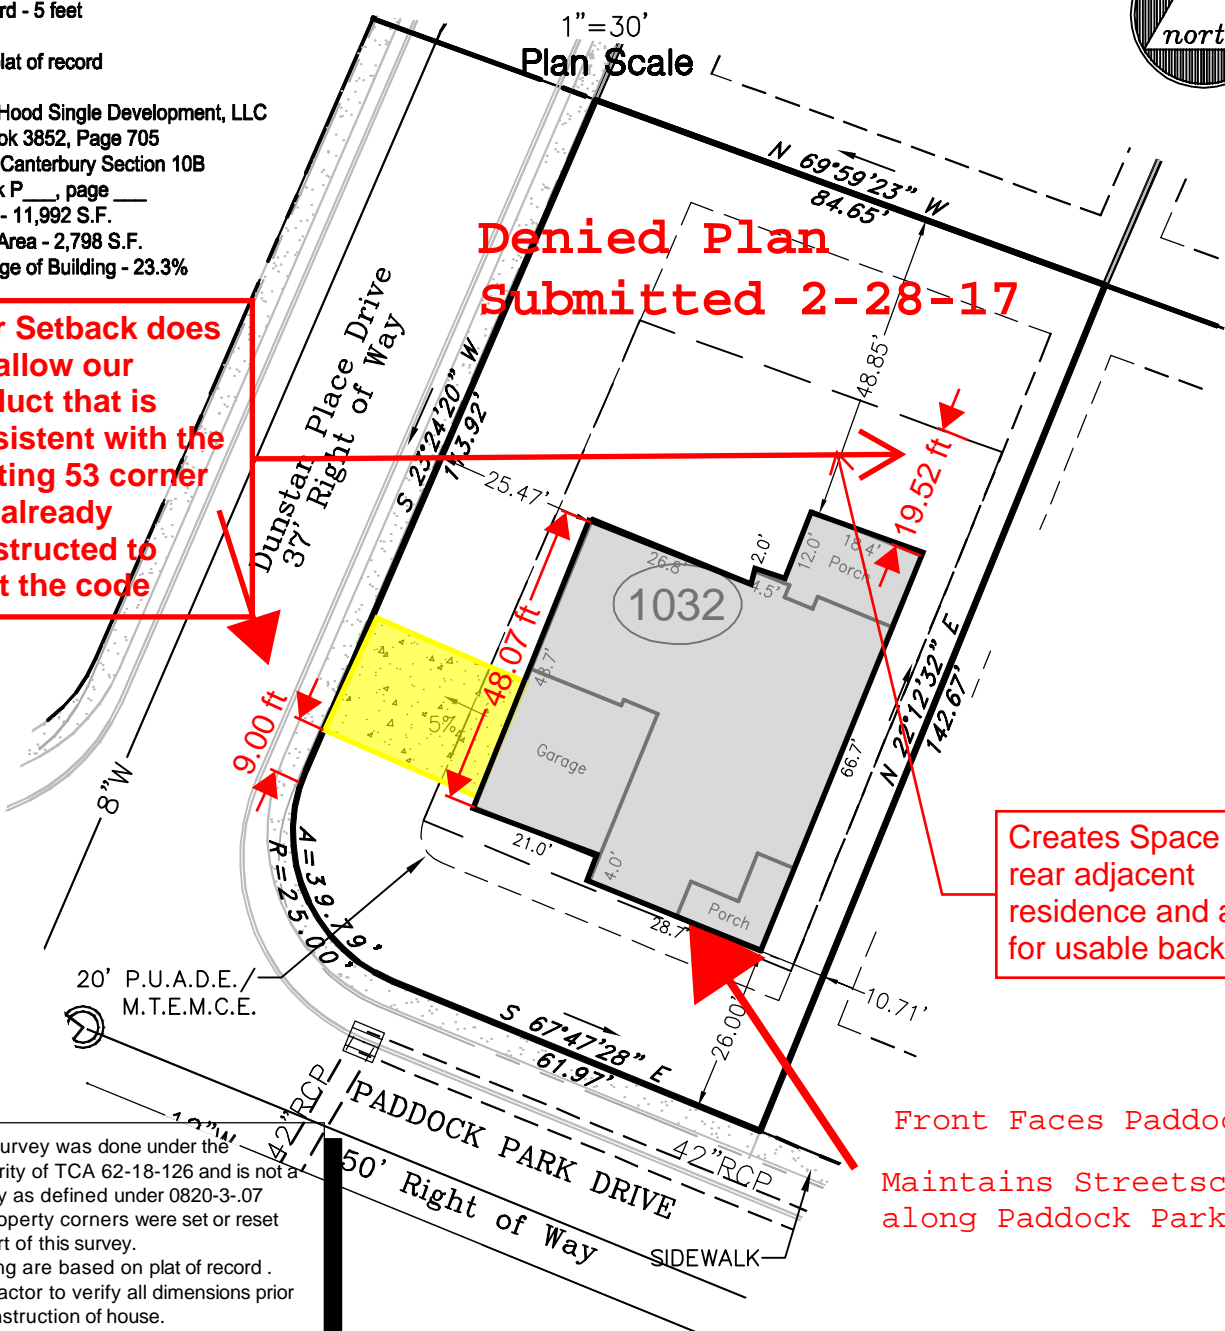 rd - 5 feet
lat of record
Hood Single Development, LLC
ok 3852, Page 705
Canterbury Section 10B
k P___, page ___
- 11,992 S.F.
Area - 2,798 S.F.
ge of Building - 23.3%
1"=30'
Plan Scale
nort
N 69°59'23" W
84.65'
Denied Plan
Submitted 2-28-17
r Setback does
allow our
duct that is
sistent with the
ting 53 corner
already
structed to
t the code
Dunstan Place Drive
37' Right of Way
S 23°24'20" W
113.92'
48.85'
19.52 ft
25.47'
26.8'
2.0'
4.5'
12.0'
18.4'
Porch
1032
48.07 ft
48.7'
5%
Garage
9.00 ft
66.7'
N 22°12'32" E
142.67'
8"W
21.0'
4.0'
28.7'
Porch
A=39.79'
R=25.00'
Creates Space
rear adjacent
residence and a
for usable back
20' P.U.A.D.E./
M.T.E.M.C.E.
10.71'
26.00'
S 67°47'28" E
61.97'
42"RCP
PADDOCK PARK DRIVE
50' Right of Way
42"RCP
SIDEWALK
Front Faces Paddoc
Maintains Streetsc
along Paddock Park
urvey was done under the
rity of TCA 62-18-126 and is not a
y as defined under 0820-3-.07
operty corners were set or reset
rt of this survey.
ng are based on plat of record .
actor to verify all dimensions prior
nstruction of house.